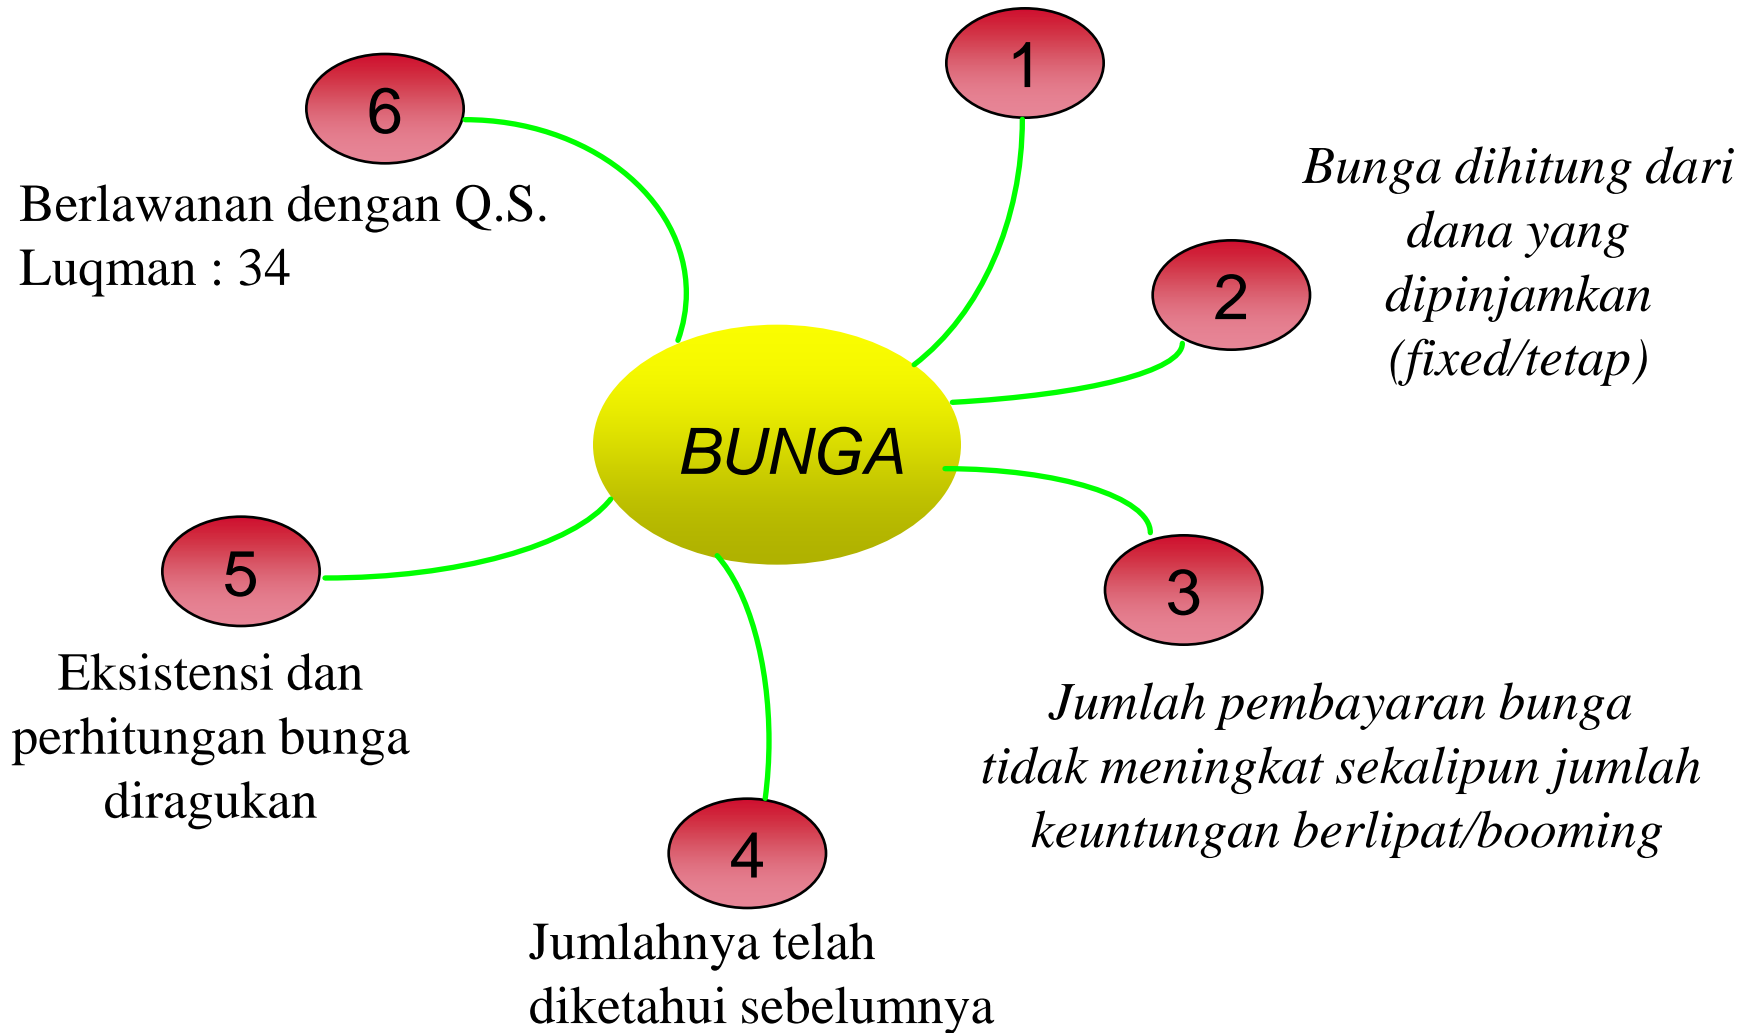 1
2
Bunga dihitung dari
dana yang
dipinjamkan
(fixed/tetap)
3
Jumlah pembayaran bunga
tidak meningkat sekalipun jumlah
keuntungan berlipat/booming
4
Jumlahnya telah
diketahui sebelumnya
5
Eksistensi dan
perhitungan bunga
diragukan
6
Berlawanan dengan Q.S.
Luqman : 34
BUNGA